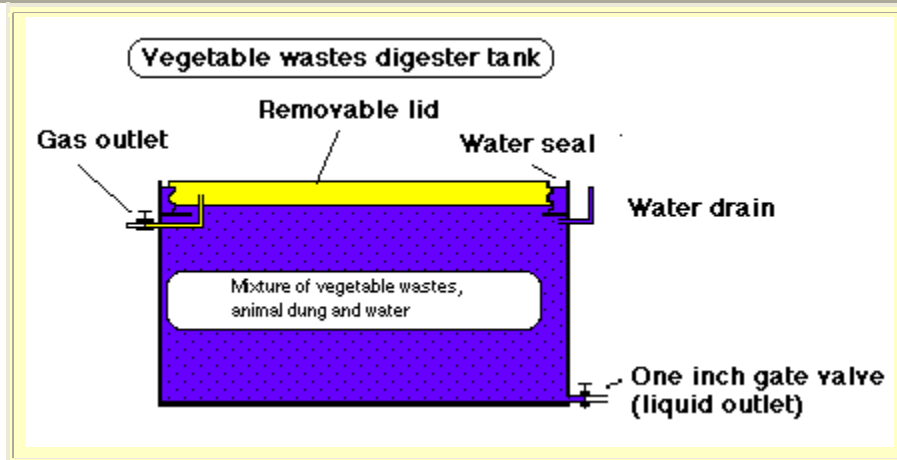 Vegetable wastes digester tank
Removable lid
Gas outlet
Water seal
Water drain
Mixture of vegetable wastes,
animal dung and water
One inch gate valve
(liquid outlet)